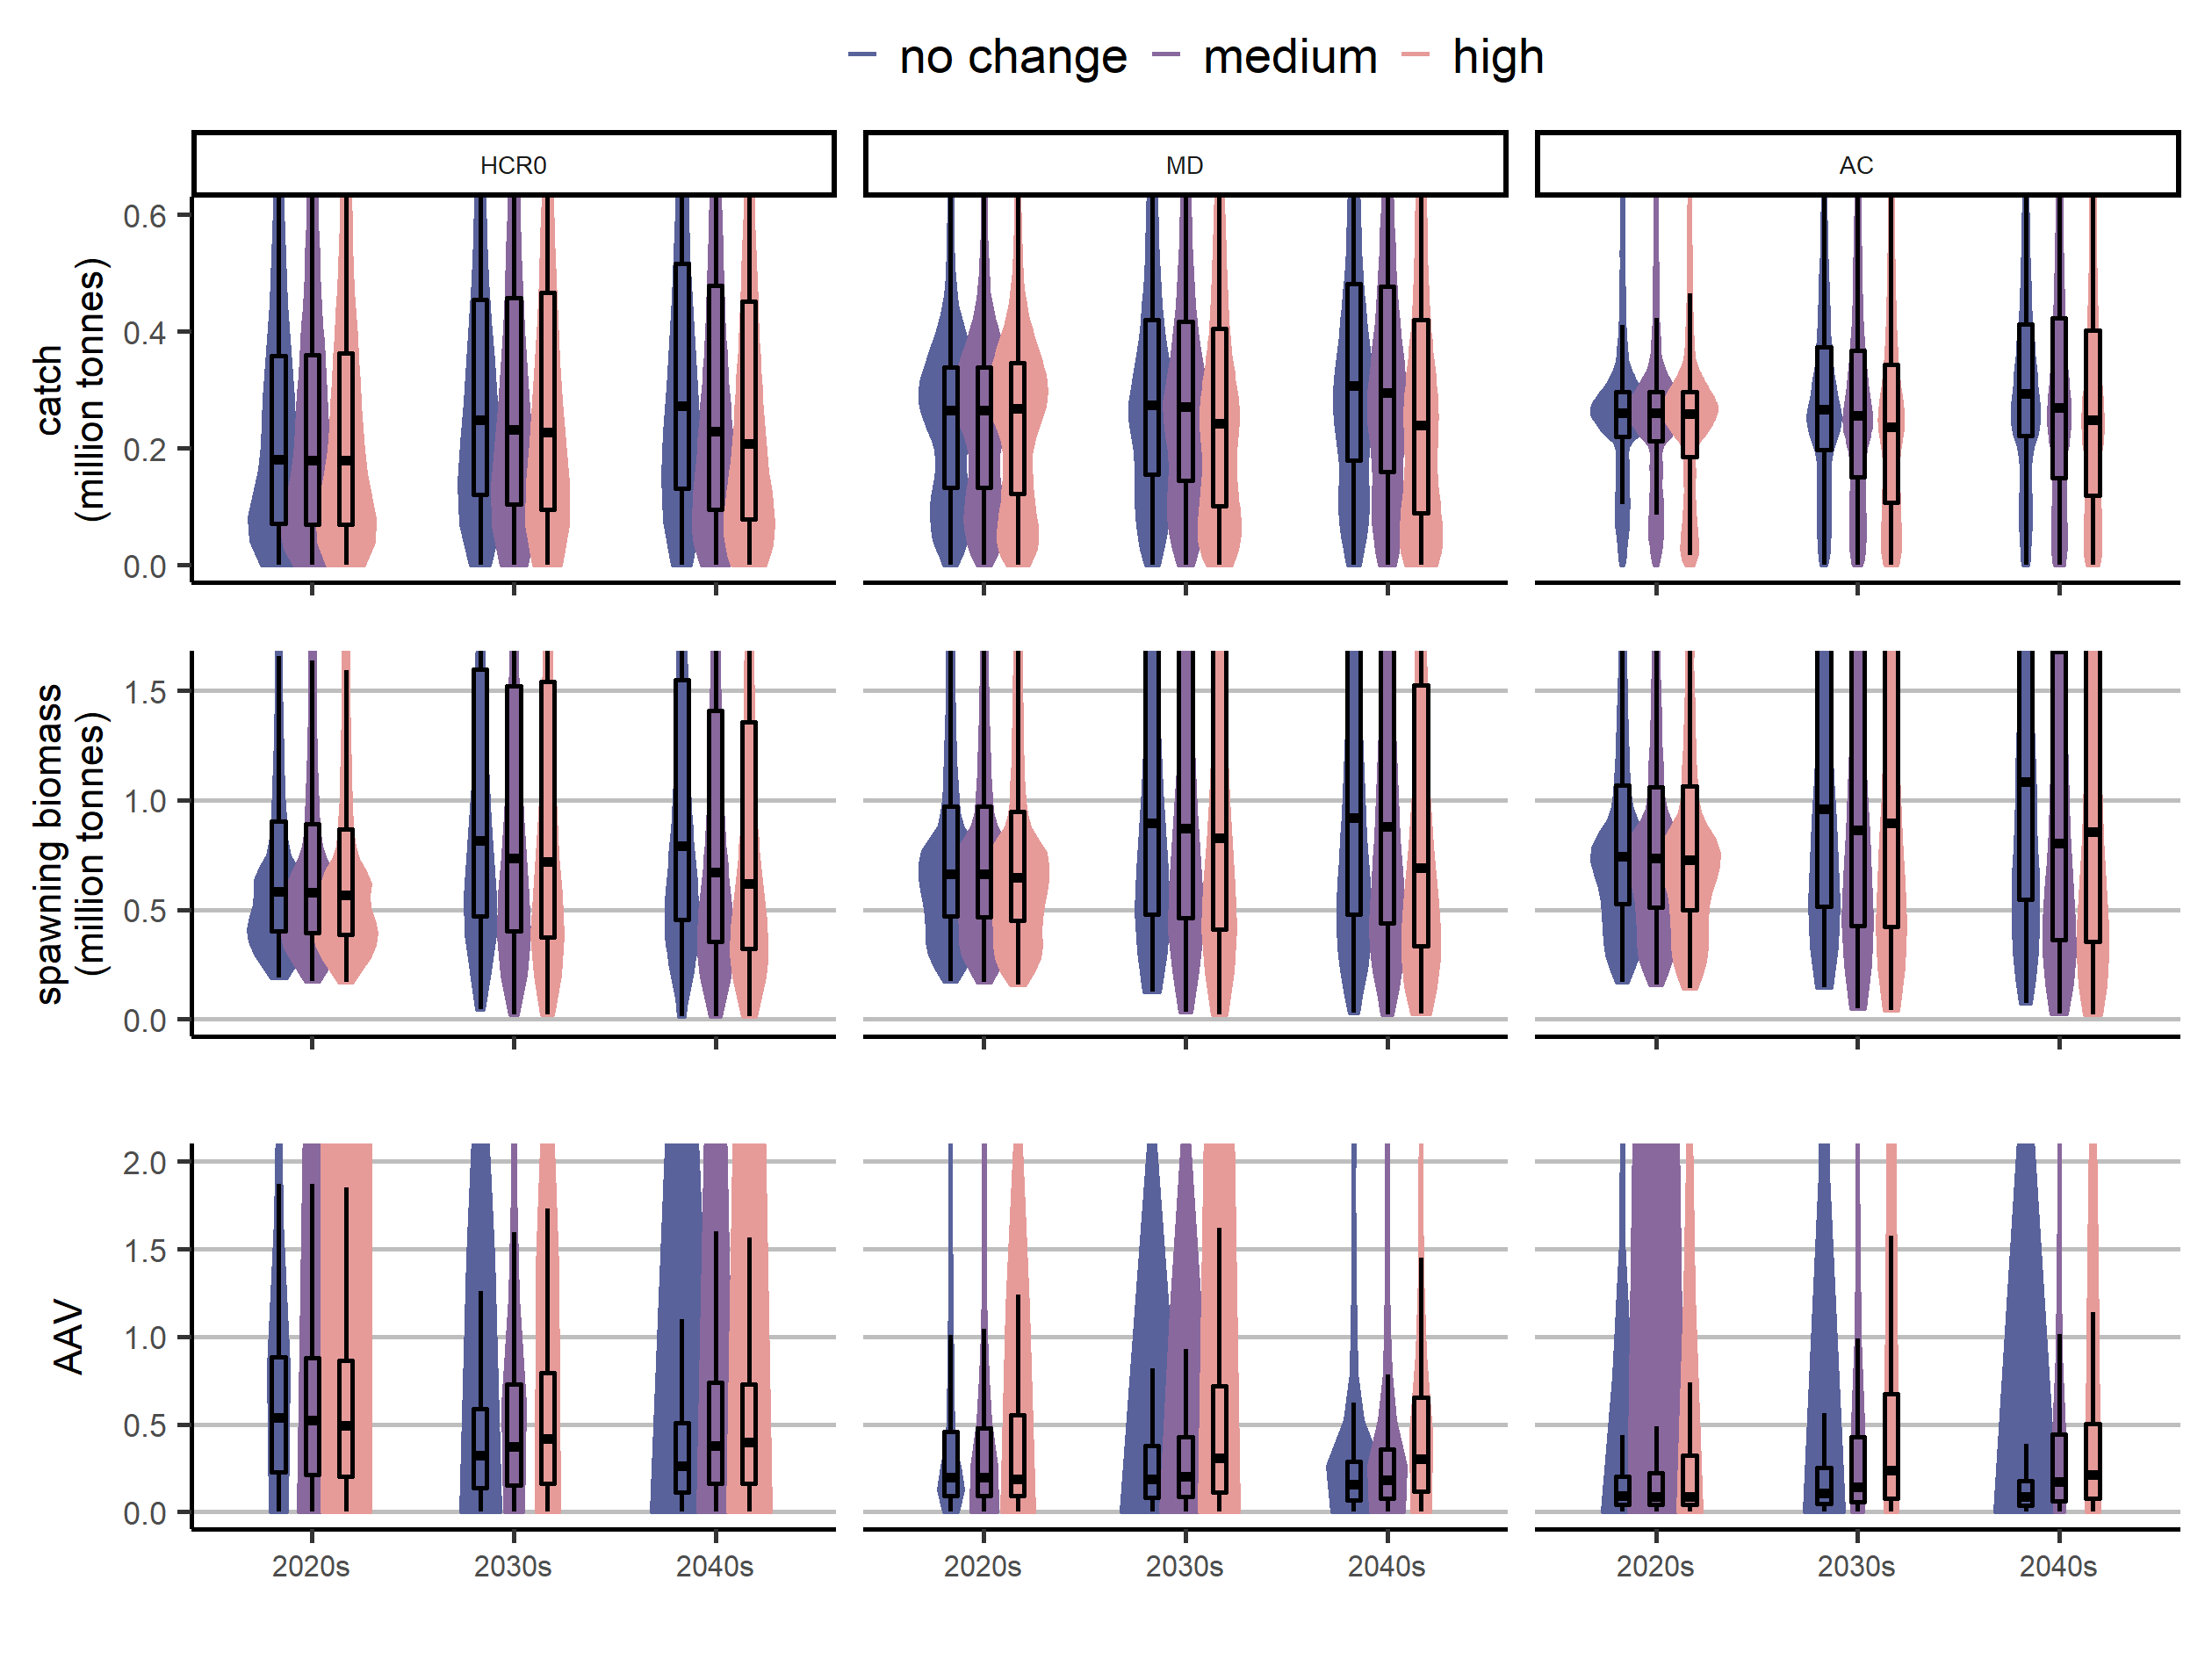 no change medium high
HCR0 MD AC
catch
(million tonnes)
0.6
0.4
0.2
0.0
spawning biomass
(million tonnes)
1.5
1.0
0.5
0.0
AAV
2.0
1.5
1.0
0.5
0.0
2020s 2030s 2040s 2020s 2030s 2040s 2020s 2030s 2040s